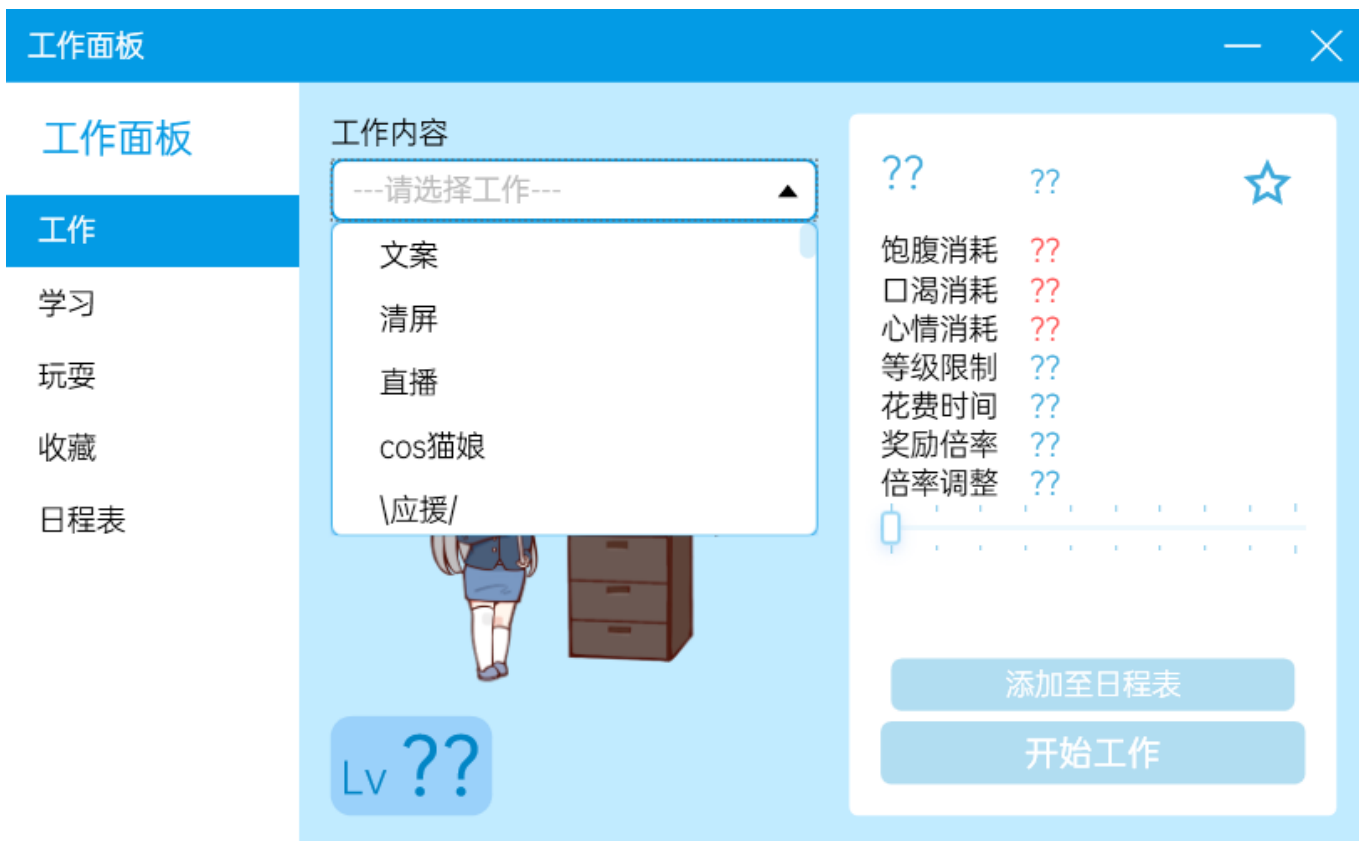 工作面板
工作面板
工作
学习
玩耍
收藏
日程表
工作内容
---请选择工作---
文案
清屏
直播
cos猫娘
\应援/
Lv ??
?? ??
饱腹消耗 ??
口渴消耗 ??
心情消耗 ??
等级限制 ??
花费时间 ??
奖励倍率 ??
倍率调整 ??
添加至日程表
开始工作